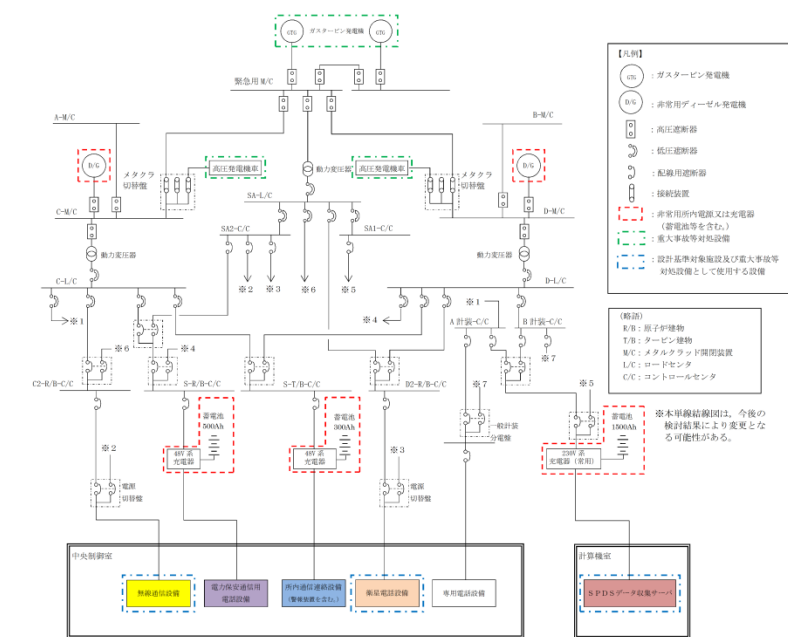 ガスタービン発電機
GTG
GTG
緊急用 M/C
A-M/C
B-M/C
D/G
D/G
メタクラ
切替盤
高圧発電機車
動力変圧器
高圧発電機車
メタクラ
切替盤
C-M/C
SA-L/C
D-M/C
SA2-C/C
SA1-C/C
動力変圧器
動力変圧器
※2
※3
※6
※5
C-L/C
D-L/C
※1
※4
※1
A 計装-C/C
B 計装-C/C
※6
※4
※7
C2-R/B-C/C
S-R/B-C/C
S-T/B-C/C
D2-R/B-C/C
※7
※5
蓄電池
500Ah
蓄電池
300Ah
蓄電池
1500Ah
一般計装
分電盤
※2
48V 系
充電器
48V 系
充電器
※3
230V 系
充電器（常用）
電源
切替盤
電源
切替盤
中央制御室
無線通信設備
電力保安通信用
電話設備
所内通信連絡設備
（警報装置を含む。）
衛星電話設備
専用電話設備
計算機室
ＳＰＤＳデータ収集サーバ
【凡例】
GTG
：ガスタービン発電機
D/G
：非常用ディーゼル発電機
：高圧遮断器
：低圧遮断器
：配線用遮断器
：接続装置
：非常用所内電源又は充電器
（蓄電池等を含む。）
：重大事故等対処設備
：設計基準対象施設及び重大事故等
対処設備として使用する設備
（略語）
R/B：原子炉建物
T/B：タービン建物
M/C：メタルクラッド開閉装置
L/C：ロードセンタ
C/C：コントロールセンタ
※本単線結線図は、今後の
検討結果により変更とな
る可能性がある。